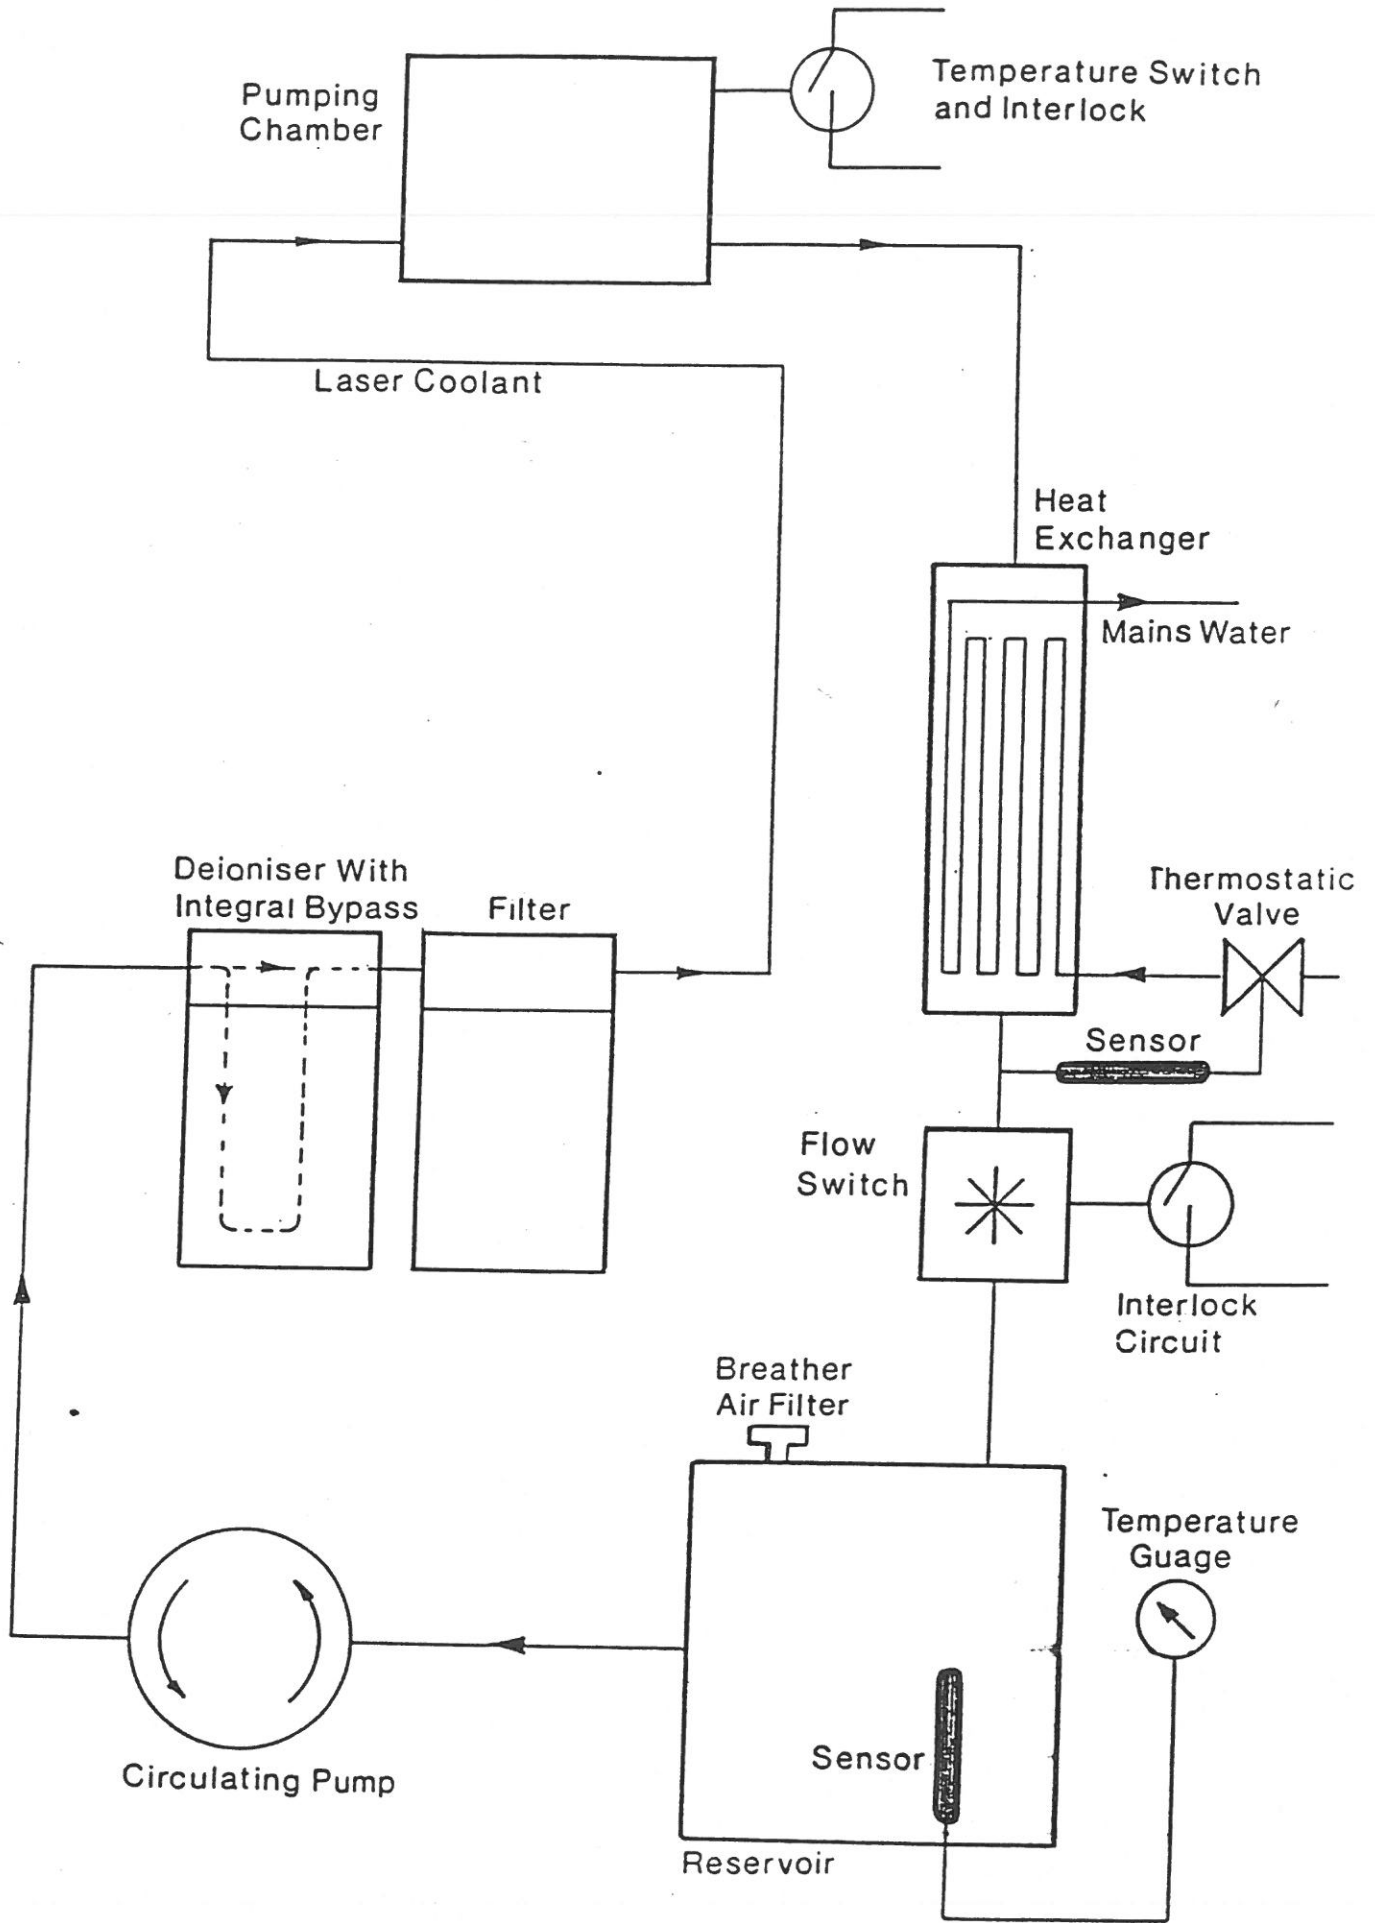 Pumping
Chamber
Temperature Switch
and Interlock
Laser Coolant
Heat
Exchanger
Mains Water
Deioniser With
Integral Bypass
Filter
Thermostatic
Valve
Sensor
Flow
Switch
Interlock
Circuit
Breather
Air Filter
Temperature
Guage
Circulating Pump
Sensor
Reservoir